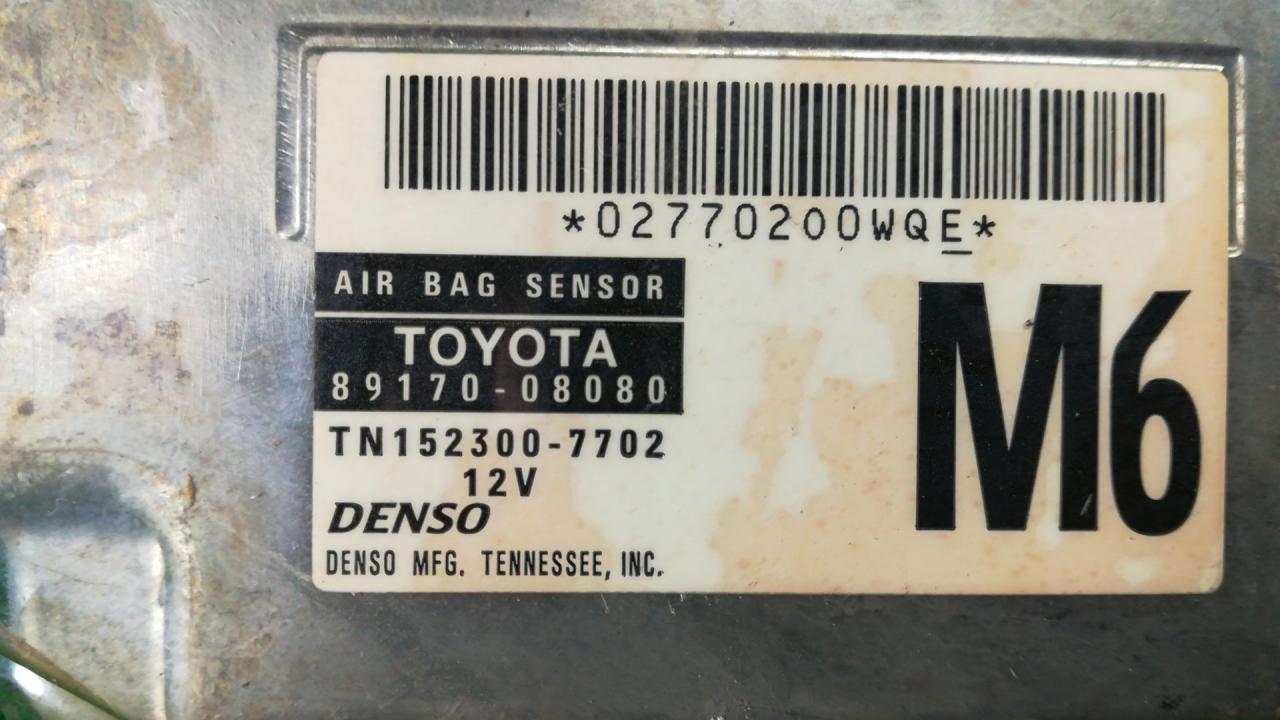 *02770200WQE*
AIR BAG SENSOR
TOYOTA
89170-08080
TN152300-7702
12V
DENSO
DENSO MFG. TENNESSEE, INC.
M6